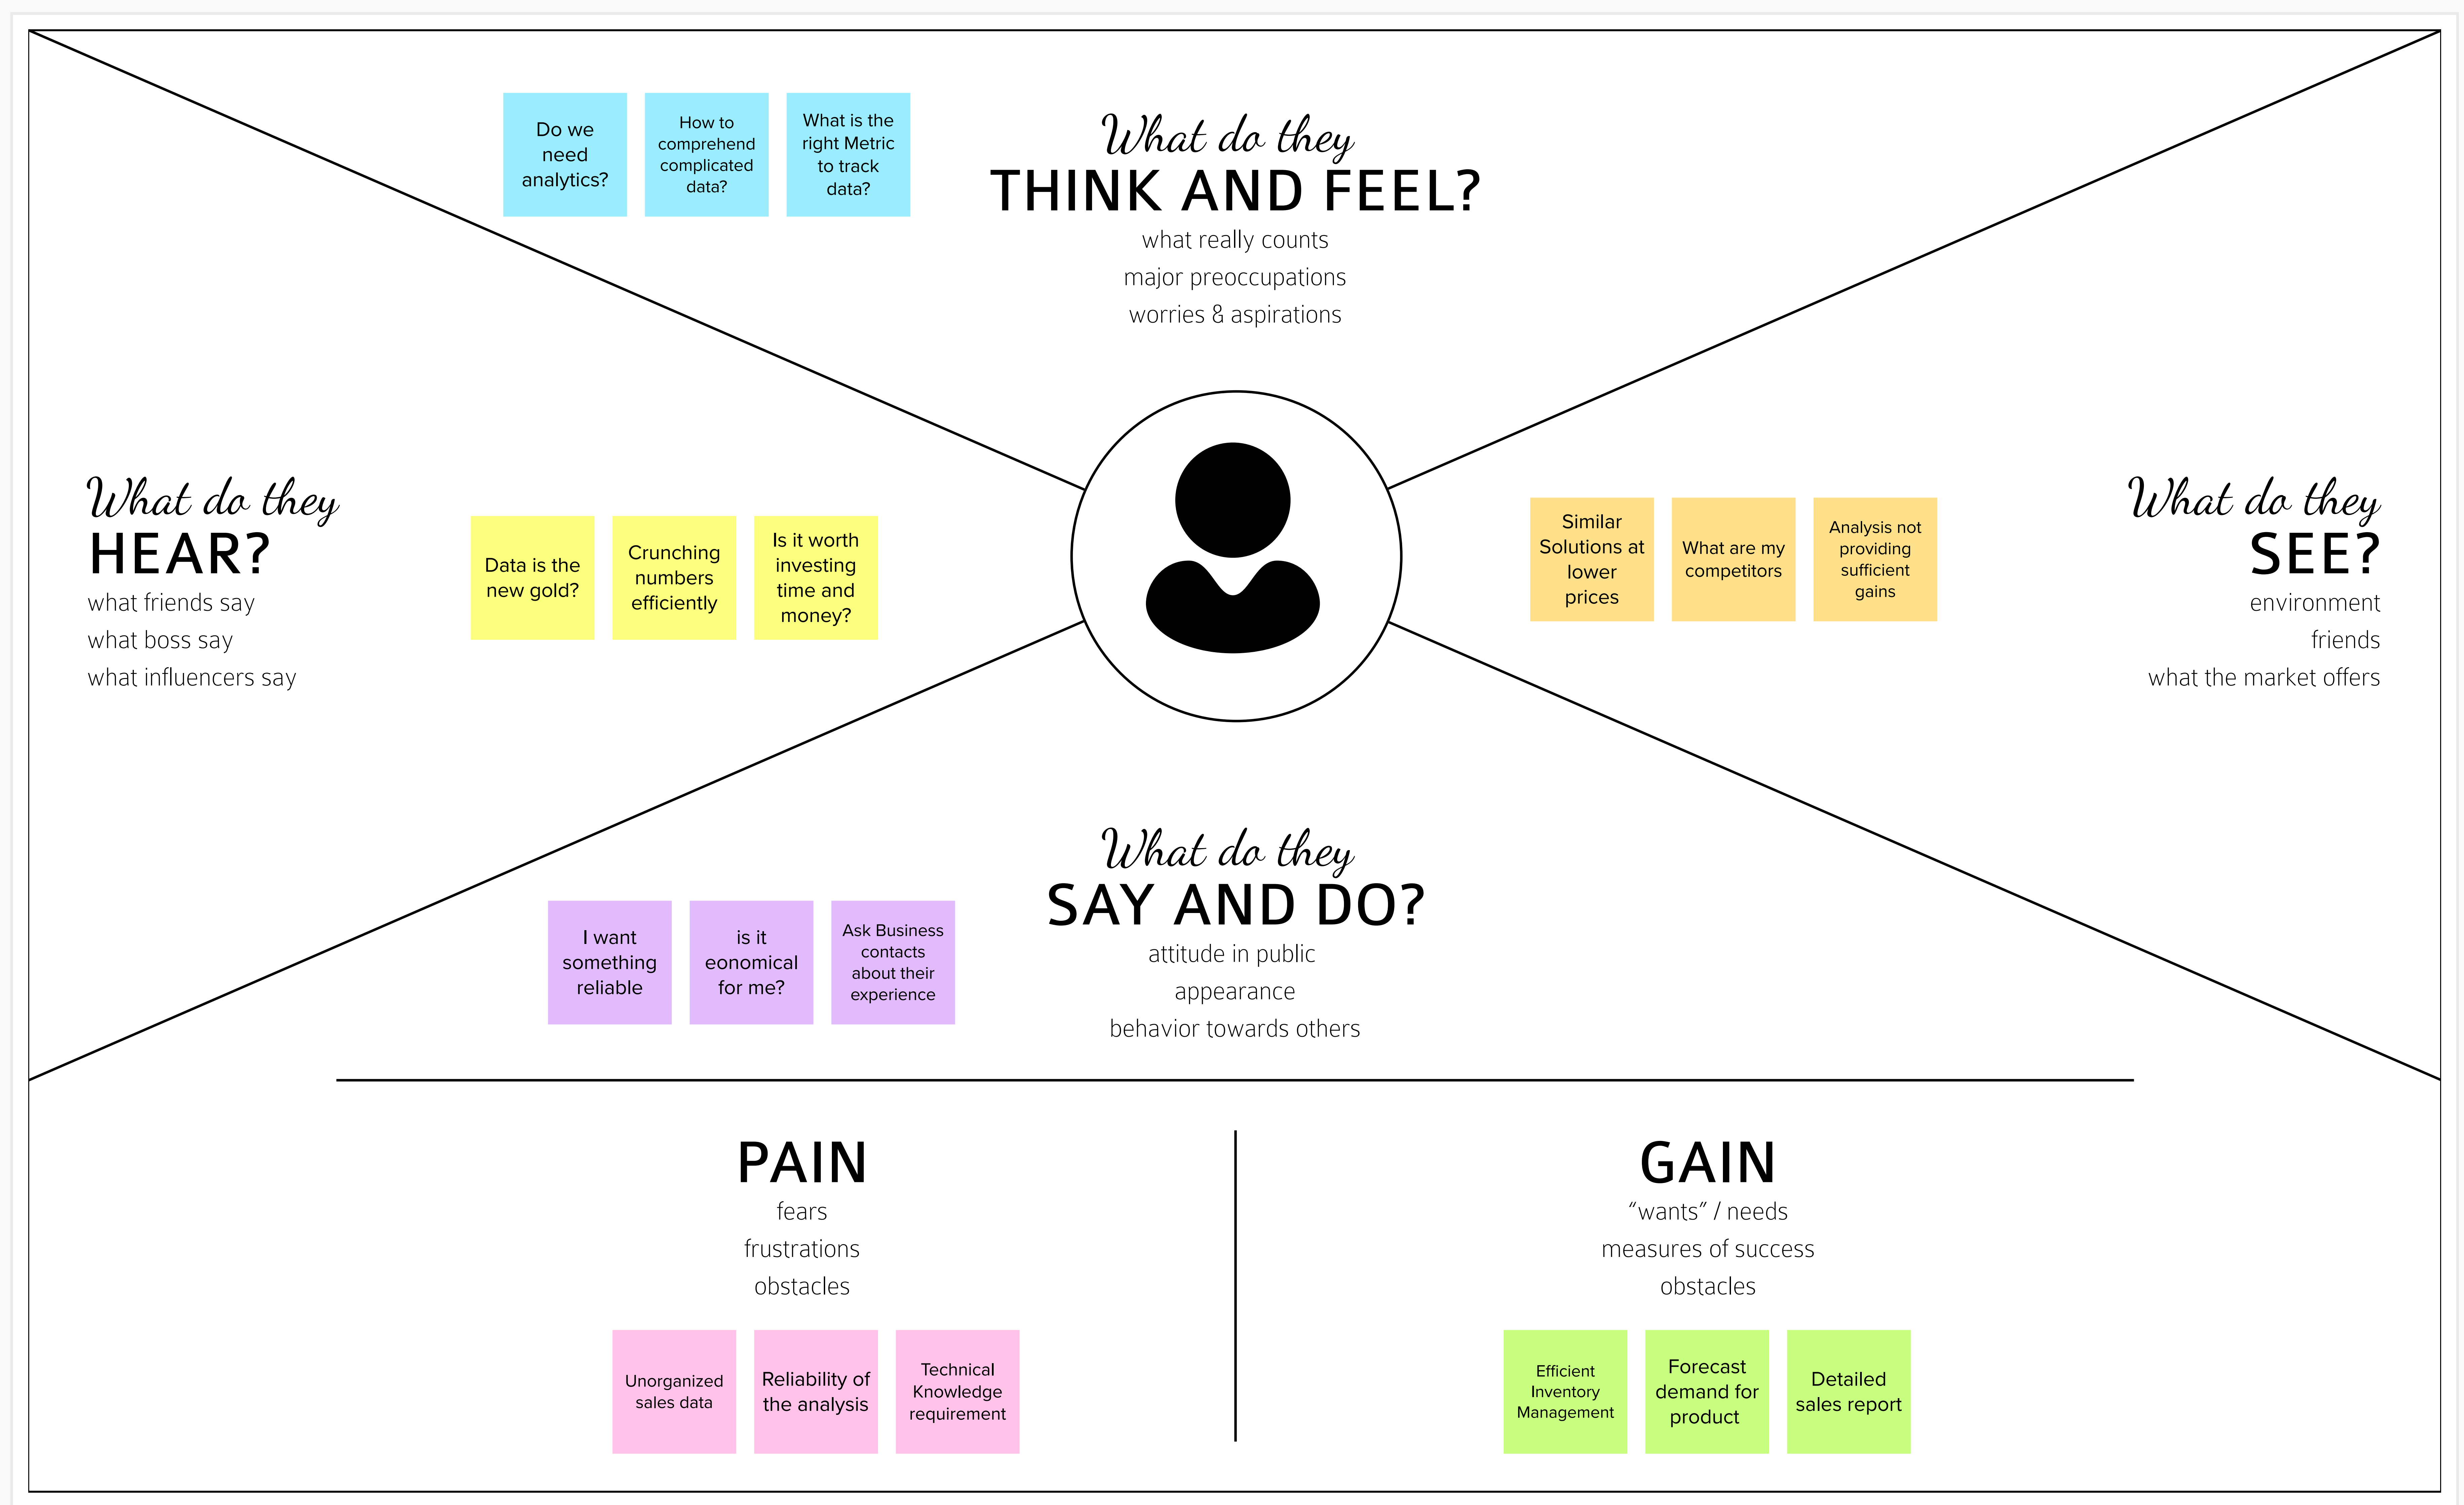 Do we
need
analytics?
How to
comprehend
complicated
data?
What is the
right Metric
to track
data?
What do they
THINK AND FEEL?
what really counts
major preoccupations
worries & aspirations
What do they
HEAR?
what friends say
what boss say
what influencers say
Data is the
new gold?
Crunching
numbers
efficiently
Is it worth
investing
time and
money?
Similar
Solutions at
lower
prices
What are my
competitors
Analysis not
providing
sufficient
gains
What do they
SEE?
environment
friends
what the market offers
What do they
SAY AND DO?
attitude in public
appearance
behavior towards others
I want
something
reliable
is it
eonomical
for me?
Ask Business
contacts
about their
experience
PAIN
fears
frustrations
obstacles
Unorganized
sales data
Reliability of
the analysis
Technical
Knowledge
requirement
GAIN
“wants” / needs
measures of success
obstacles
Efficient
Inventory
Management
Forecast
demand for
product
Detailed
sales report